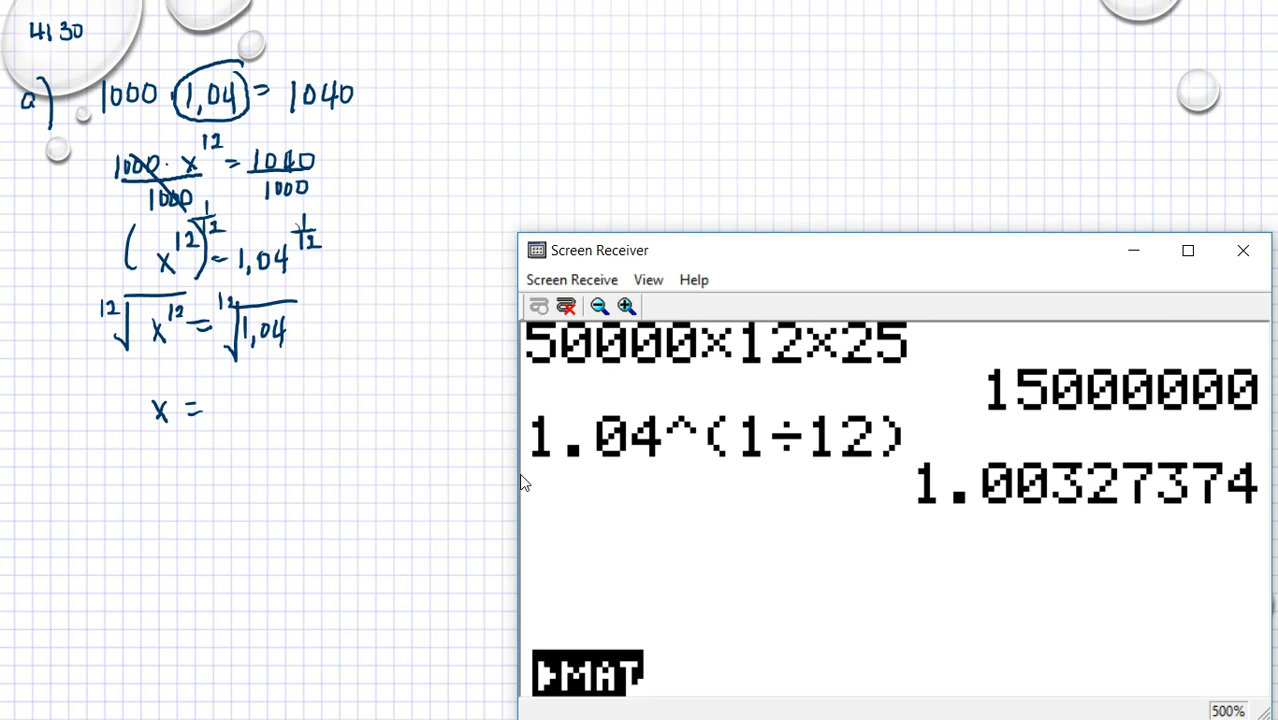 4130
a) 1000 · 1,04 = 1040
1000 · x^12 / 1000 = 1040 / 1000
(x^12)^1/12 = 1,04^1/12
12√x^12 = 12√1,04
x =
Screen Receiver
Screen Receive View Help
50000×12×25
15000000
1.04^(1÷12)
1.00327374
▶MAT
500%